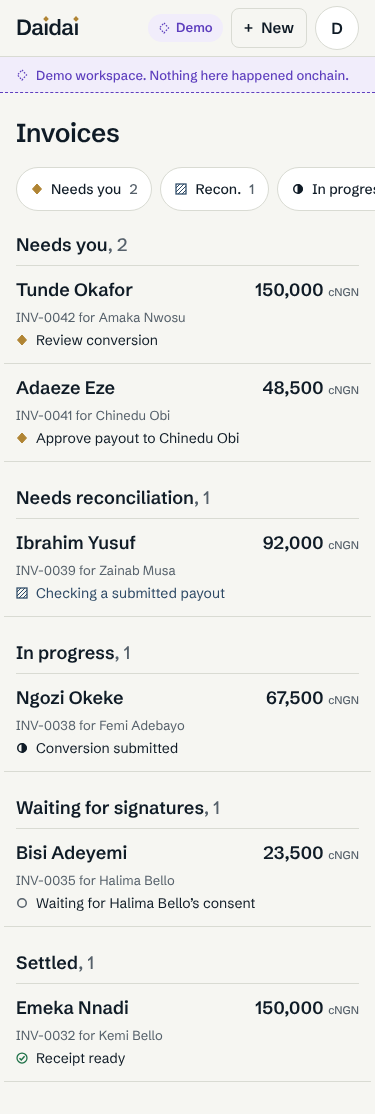 Daidai
Demo
+ New
D
Demo workspace. Nothing here happened onchain.
Invoices
Needs you 2
Recon. 1
In progres
Needs you, 2
Tunde Okafor 150,000 cNGN
INV-0042 for Amaka Nwosu
Review conversion
Adaeze Eze 48,500 cNGN
INV-0041 for Chinedu Obi
Approve payout to Chinedu Obi
Needs reconciliation, 1
Ibrahim Yusuf 92,000 cNGN
INV-0039 for Zainab Musa
Checking a submitted payout
In progress, 1
Ngozi Okeke 67,500 cNGN
INV-0038 for Femi Adebayo
Conversion submitted
Waiting for signatures, 1
Bisi Adeyemi 23,500 cNGN
INV-0035 for Halima Bello
Waiting for Halima Bello’s consent
Settled, 1
Emeka Nnadi 150,000 cNGN
INV-0032 for Kemi Bello
Receipt ready